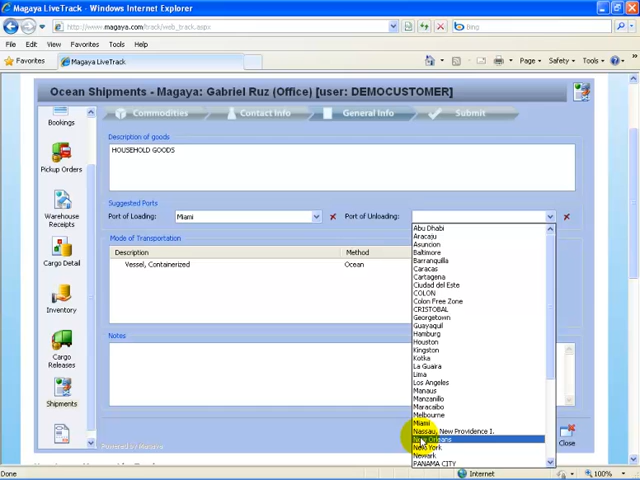 Magaya LiveTrack - Windows Internet Explorer
http://www.magaya.com/track/web_track.aspx
Bing
File Edit View Favorites Tools Help
Favorites Magaya LiveTrack
Page Safety Tools
Ocean Shipments - Magaya: Gabriel Ruz (Office) [user: DEMOCUSTOMER]
Commodities Contact Info General Info Submit
Bookings
Pickup Orders
Warehouse
Receipts
Cargo Detail
Inventory
Cargo
Releases
Shipments
Description of goods
HOUSEHOLD GOODS
Suggested Ports
Port of Loading: Miami Port of Unloading:
Mode of Transportation
Description Method
Vessel, Containerized Ocean
Notes
Abu Dhabi
Aracaju
Asuncion
Baltimore
Barranquilla
Caracas
Cartagena
Ciudad del Este
COLON
Colon Free Zone
CRISTOBAL
Georgetown
Guayaquil
Hamburg
Houston
Kingston
Kotka
La Guaira
Lima
Los Angeles
Manaus
Manzanillo
Maracaibo
Melbourne
Miami
Nassau, New Providence I.
New Orleans
New York
Newark
PANAMA CITY
Close
Powered by Magaya
Internet 100%